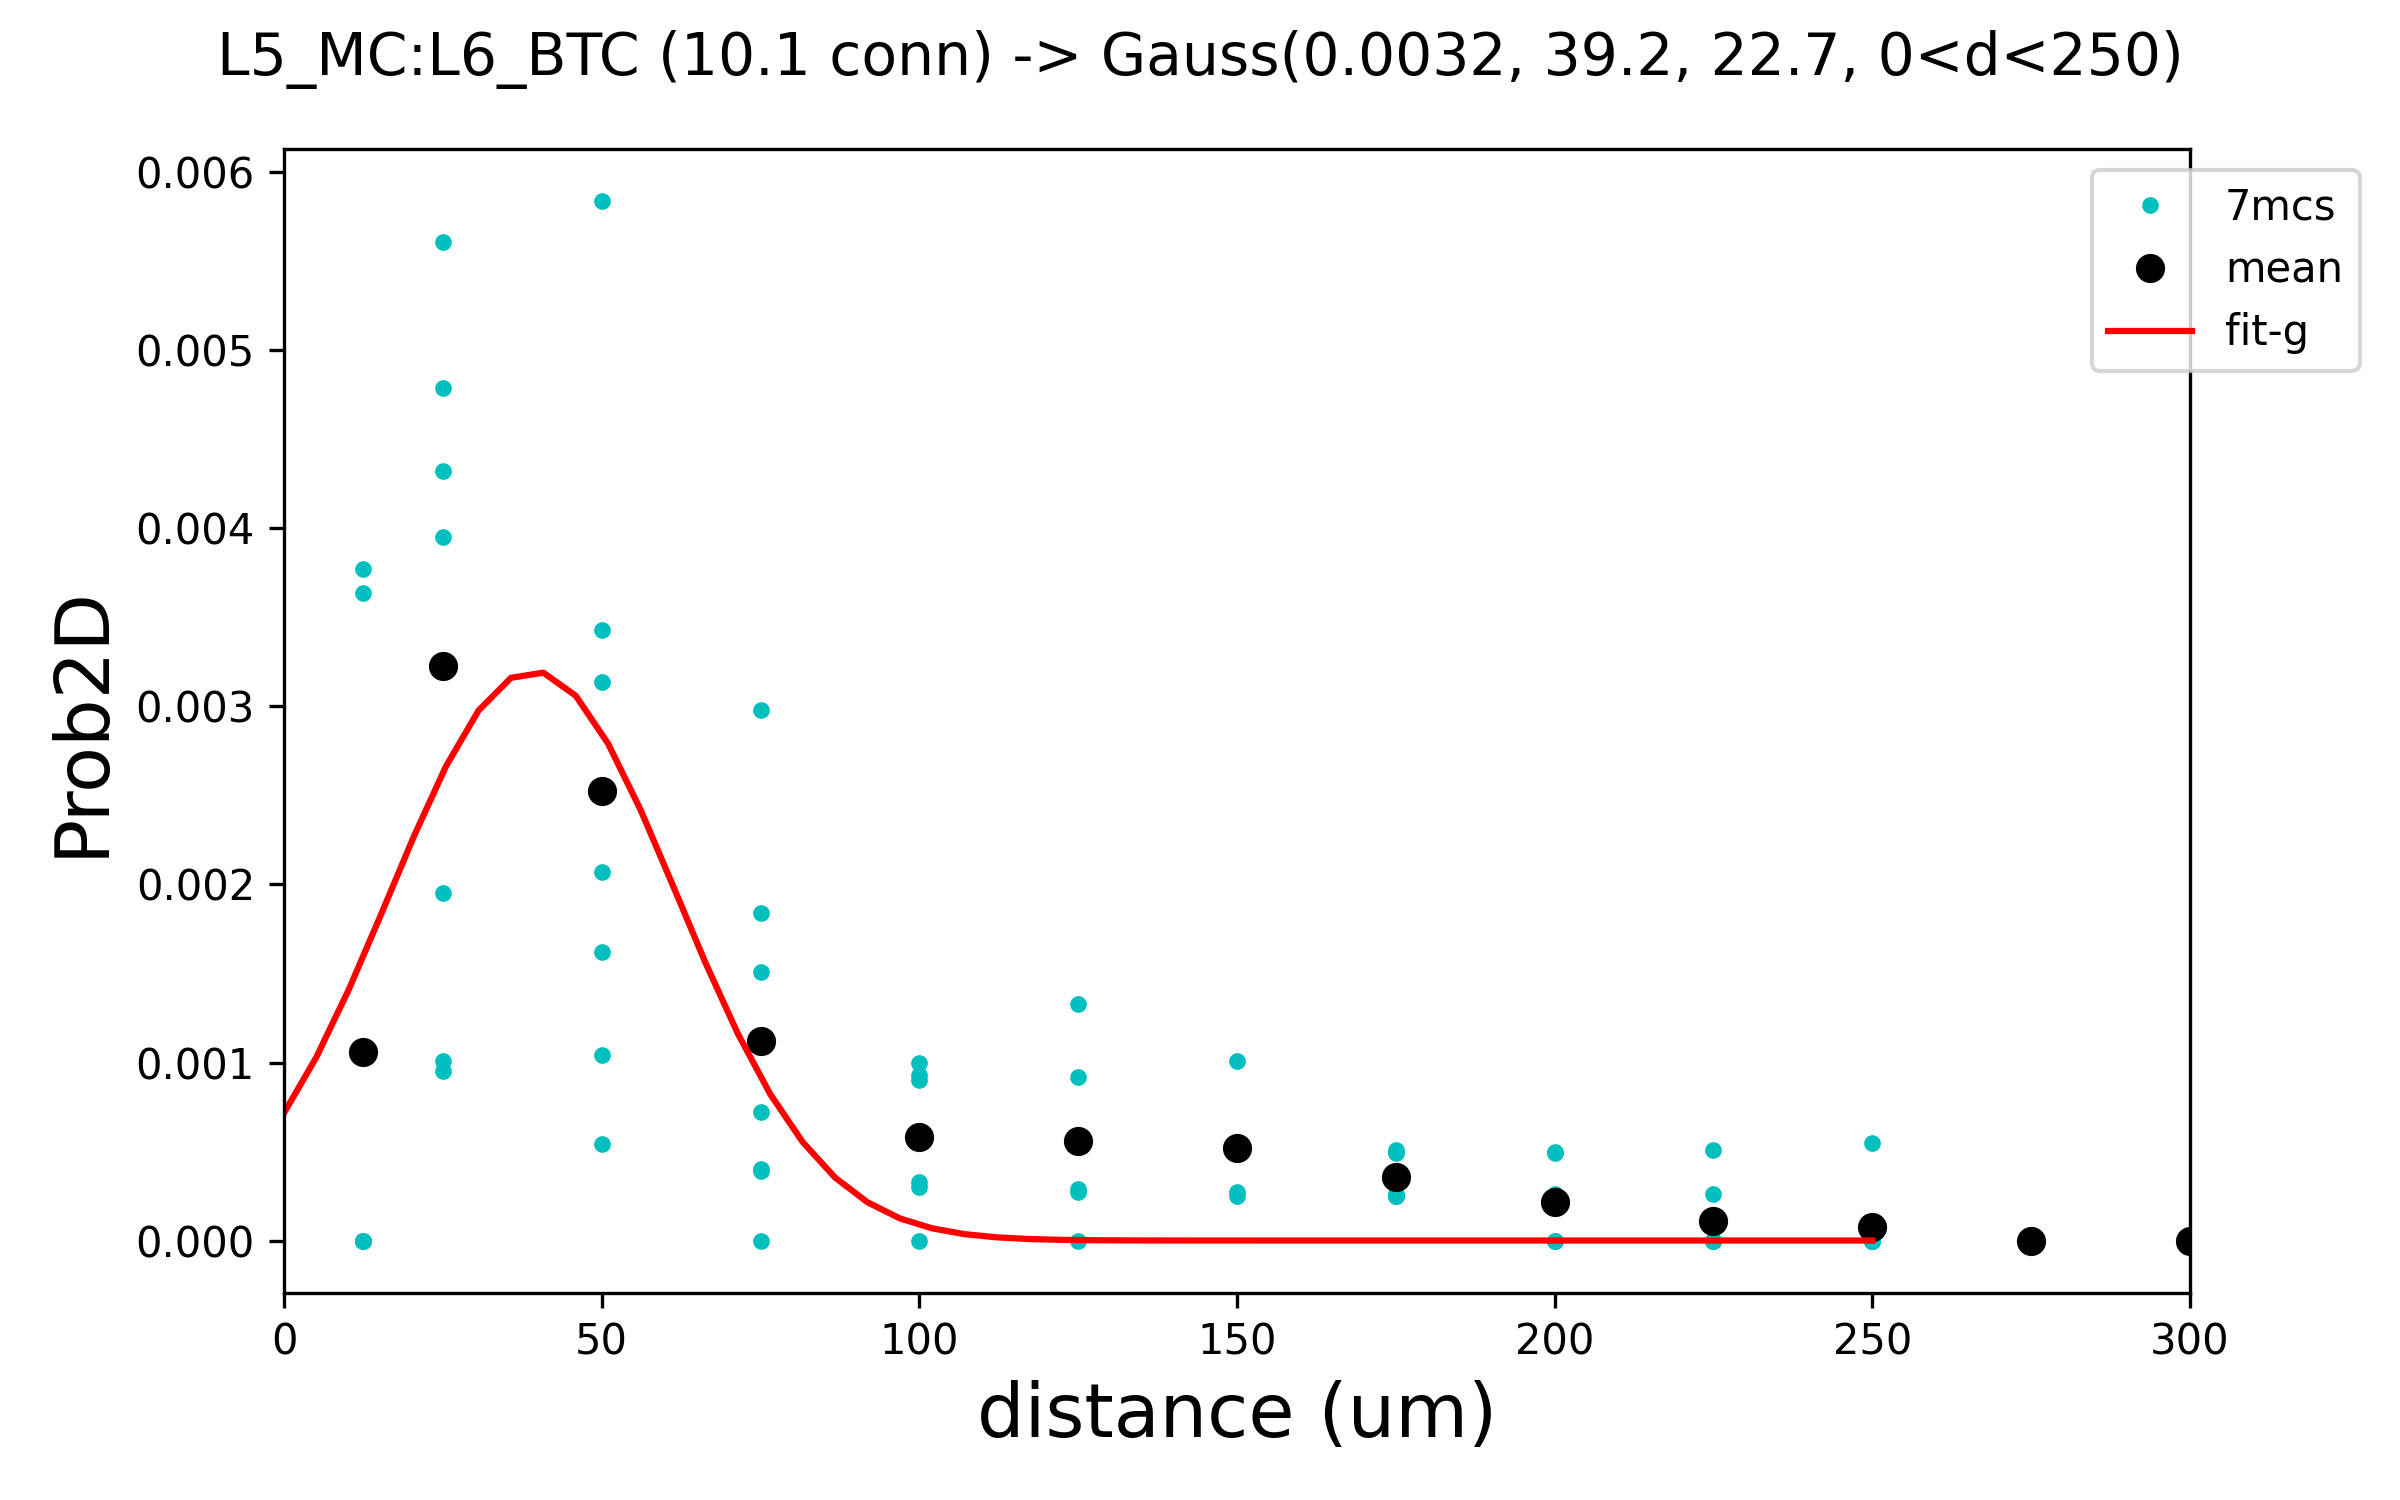 L5_MC:L6_BTC (10.1 conn) -> Gauss(0.0032, 39.2, 22.7, 0<d<250)
7mcs
mean
fit-g
0.006
0.005
0.004
0.003
0.002
0.001
0.000
Prob2D
0 50 100 150 200 250 300
distance (um)